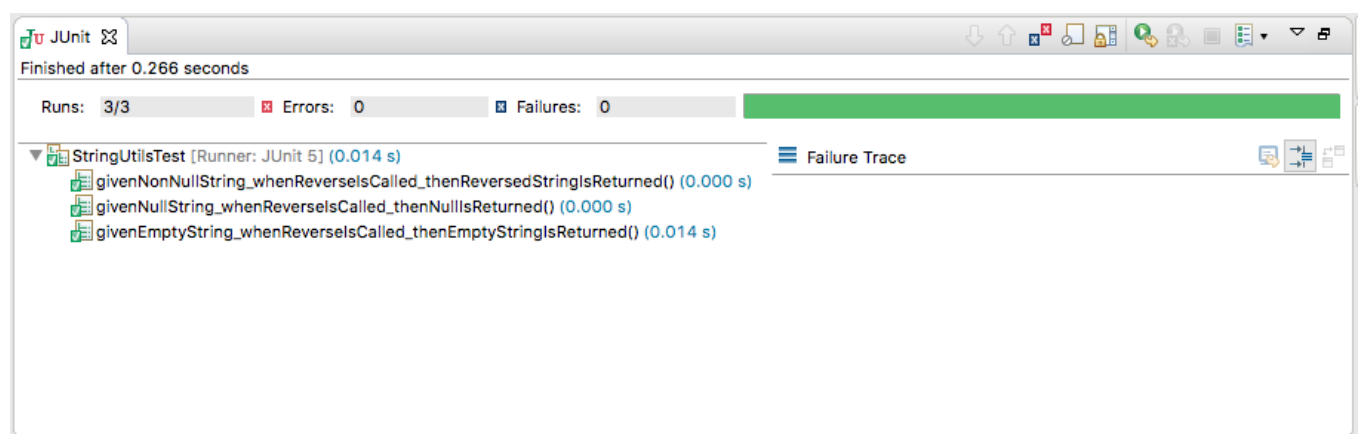 JUnit
Finished after 0.266 seconds
Runs: 3/3 Errors: 0 Failures: 0
StringUtilsTest [Runner: JUnit 5] (0.014 s)
Failure Trace
givenNonNullString_whenReverseIsCalled_thenReversedStringIsReturned() (0.000 s)
givenNullString_whenReverseIsCalled_thenNullIsReturned() (0.000 s)
givenEmptyString_whenReverseIsCalled_thenEmptyStringIsReturned() (0.014 s)